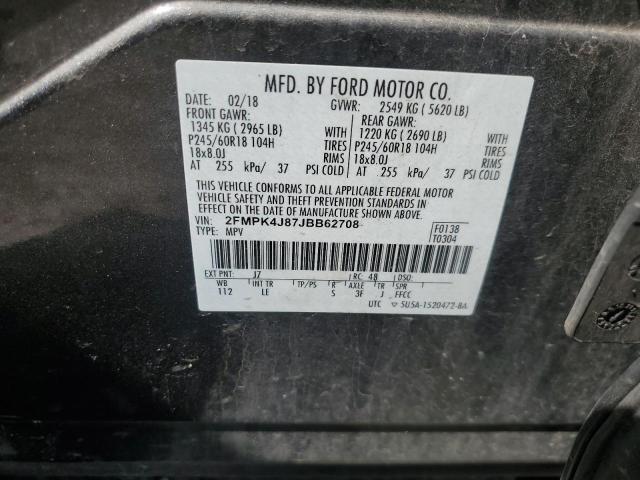 MFD. BY FORD MOTOR CO.
DATE: 02/18 GVWR: 2549 KG ( 5620 LB)
FRONT GAWR: REAR GAWR:
1345 KG ( 2965 LB) WITH 1220 KG ( 2690 LB) WITH
P245/60R18 104H TIRES P245/60R18 104H TIRES
18x8.0J RIMS 18x8.0J RIMS
AT 255 kPa/ 37 PSI COLD AT 255 kPa/ 37 PSI COLD
THIS VEHICLE CONFORMS TO ALL APPLICABLE FEDERAL MOTOR
VEHICLE SAFETY AND THEFT PREVENTION STANDARDS IN
EFFECT ON THE DATE OF MANUFACTURE SHOWN ABOVE.
VIN: 2FMPK4J87JBB62708 F0138
TYPE: MPV T0304
EXT PNT: J7 RC: 48 DSO:
WB INT TR TP/PS R AXLE TR SPR
112 LE S 3F J FFCC
UTC 5U5A-1520472-BA